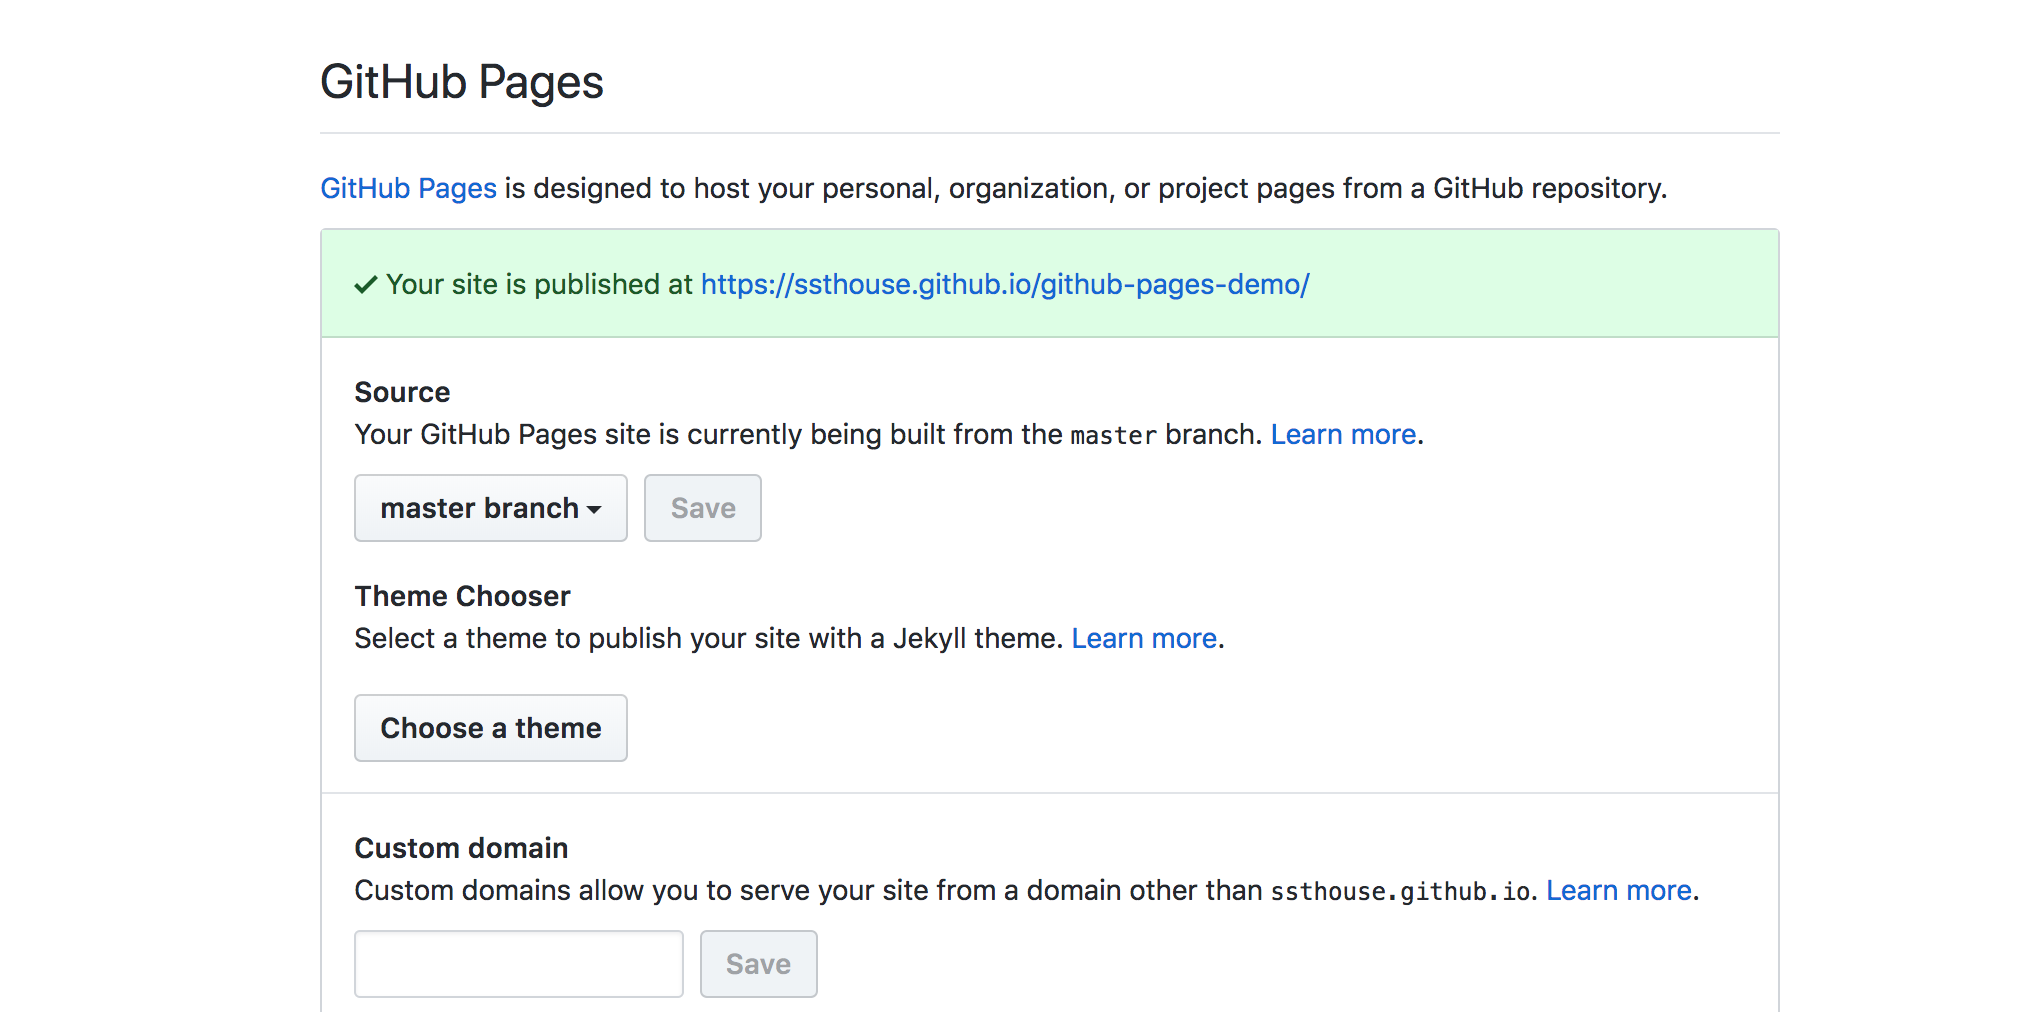 GitHub Pages
GitHub Pages is designed to host your personal, organization, or project pages from a GitHub repository.
Your site is published at https://ssthouse.github.io/github-pages-demo/
Source
Your GitHub Pages site is currently being built from the master branch. Learn more.
master branch
Save
Theme Chooser
Select a theme to publish your site with a Jekyll theme. Learn more.
Choose a theme
Custom domain
Custom domains allow you to serve your site from a domain other than ssthouse.github.io. Learn more.
Save